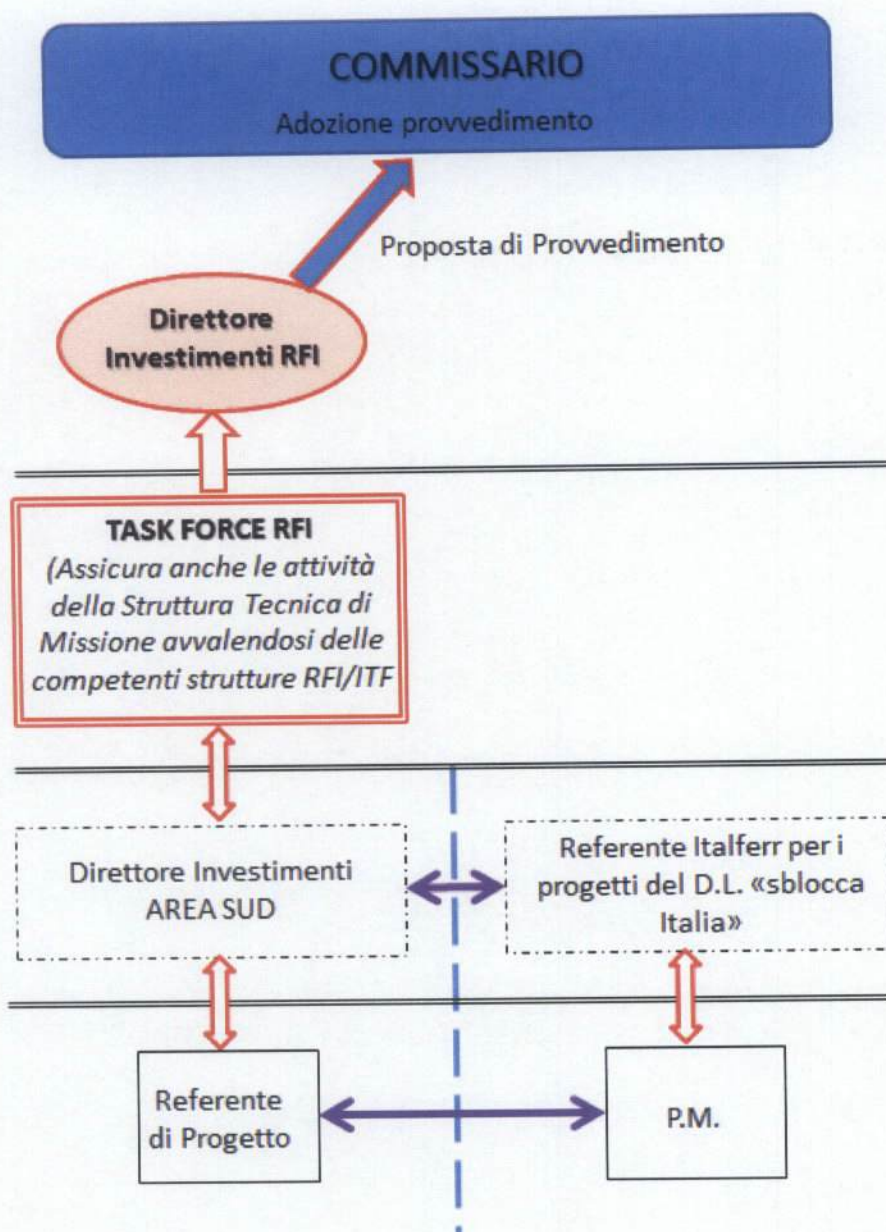 COMMISSARIO
Adozione provvedimento
Proposta di Provvedimento
Direttore
Investimenti RFI
TASK FORCE RFI
(Assicura anche le attività
della Struttura Tecnica di
Missione avvalendosi delle
competenti strutture RFI/ITF
Direttore Investimenti
AREA SUD
Referente Italferr per i
progetti del D.L. «sblocca
Italia»
Referente
di Progetto
P.M.